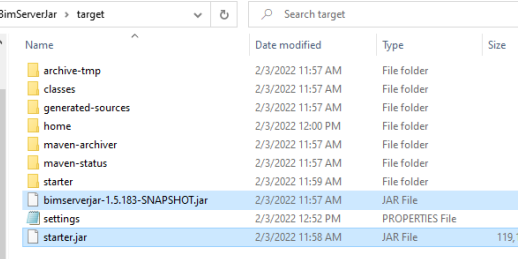 BimServerJar > target
Search target
Name Date modified Type Size
archive-tmp 2/3/2022 11:57 AM File folder
classes 2/3/2022 11:57 AM File folder
generated-sources 2/3/2022 11:57 AM File folder
home 2/3/2022 12:00 PM File folder
maven-archiver 2/3/2022 11:57 AM File folder
maven-status 2/3/2022 11:57 AM File folder
starter 2/3/2022 11:59 AM File folder
bimserverjar-1.5.183-SNAPSHOT.jar 2/3/2022 11:57 AM JAR File
settings 2/3/2022 12:52 PM PROPERTIES File
starter.jar 2/3/2022 11:58 AM JAR File 119,